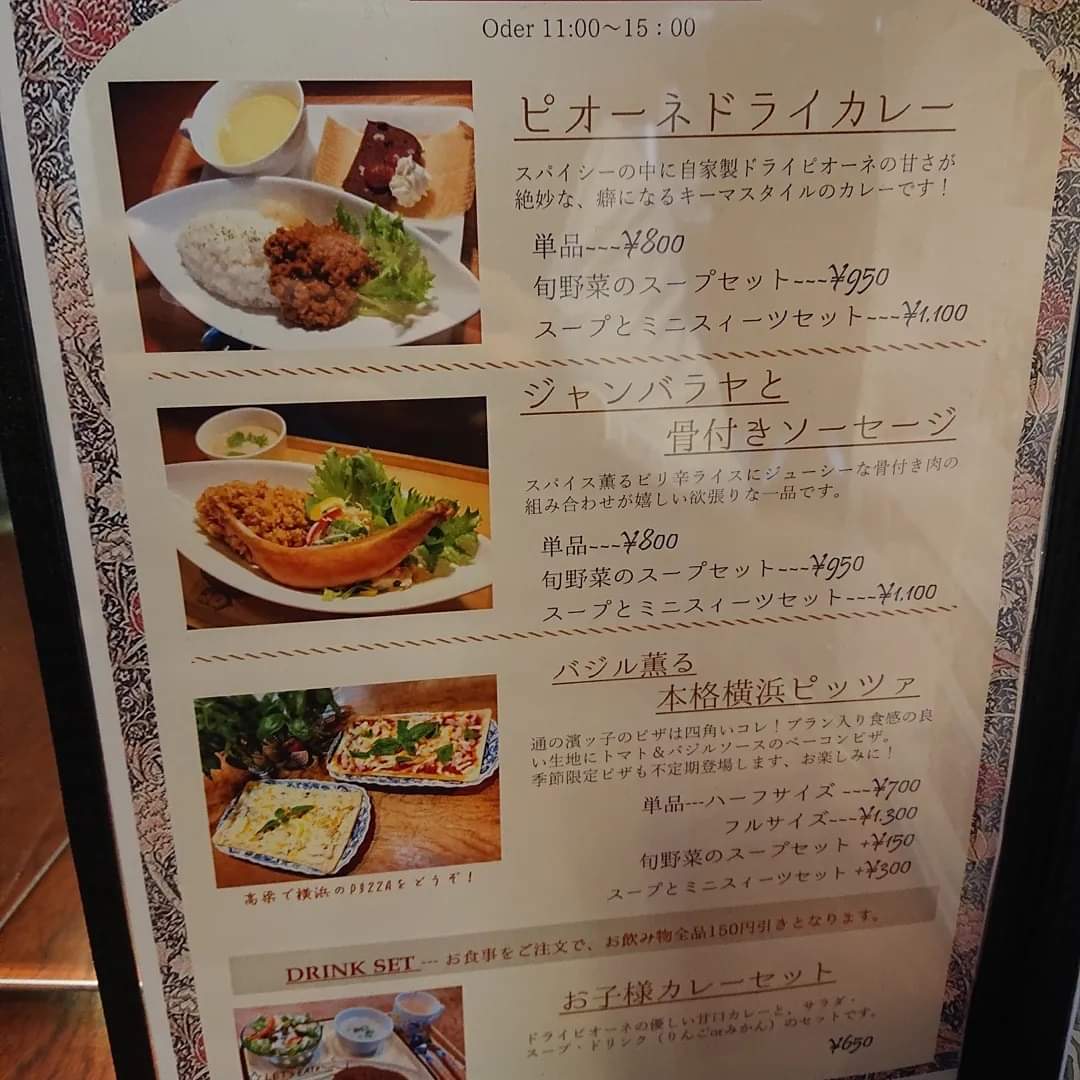 Oder 11:00～15：00
ピオーネドライカレー
スパイシーの中に自家製ドライピオーネの甘さが
絶妙な、癖になるキーマスタイルのカレーです！
単品---¥800
旬野菜のスープセット---¥950
スープとミニスィーツセット---¥1.100
ジャンバラヤと
骨付きソーセージ
スパイス薫るピリ辛ライスにジューシーな骨付き肉の
組み合わせが嬉しい欲張りな一品です。
単品---¥800
旬野菜のスープセット---¥950
スープとミニスィーツセット---¥1.100
バジル薫る
本格横浜ピッツァ
通の濱ッ子のピザは四角いコレ！ブラン入り食感の良
い生地にトマト＆バジルソースのベーコンピザ。
季節限定ピザも不定期登場します、お楽しみに！
単品---ハーフサイズ ---¥700
フルサイズ---¥1.300
旬野菜のスープセット +¥150
スープとミニスィーツセット +¥300
高梁で横浜のPIZZAをどうぞ！
DRINK SET --- お食事をご注文で、お飲み物全品150円引きとなります。
お子様カレーセット
ドライピオーネの優しい甘口カレーと、サラダ・
スープ・ドリンク（りんごorみかん）のセットです。
¥650